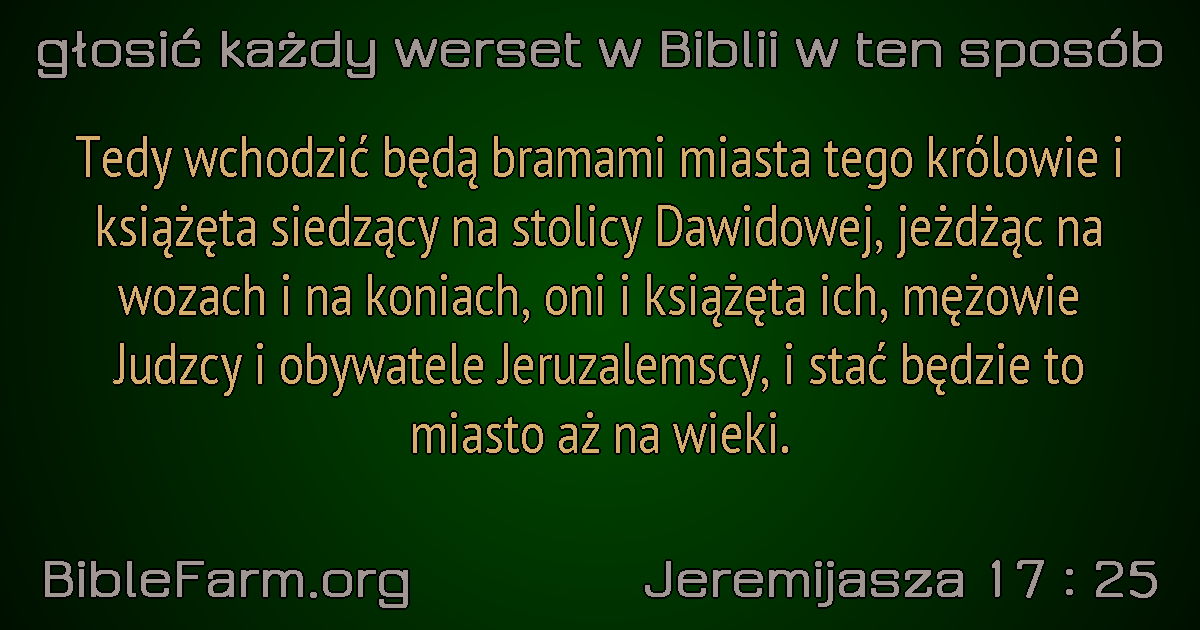 głosić każdy werset w Biblii w ten sposób
Tedy wchodzić będą bramami miasta tego królowie i
książęta siedzący na stolicy Dawidowej, jeżdżąc na
wozach i na koniach, oni i książęta ich, mężowie
Judzcy i obywatele Jeruzalemscy, i stać będzie to
miasto aż na wieki.
BibleFarm.org
Jeremijasza 17 : 25